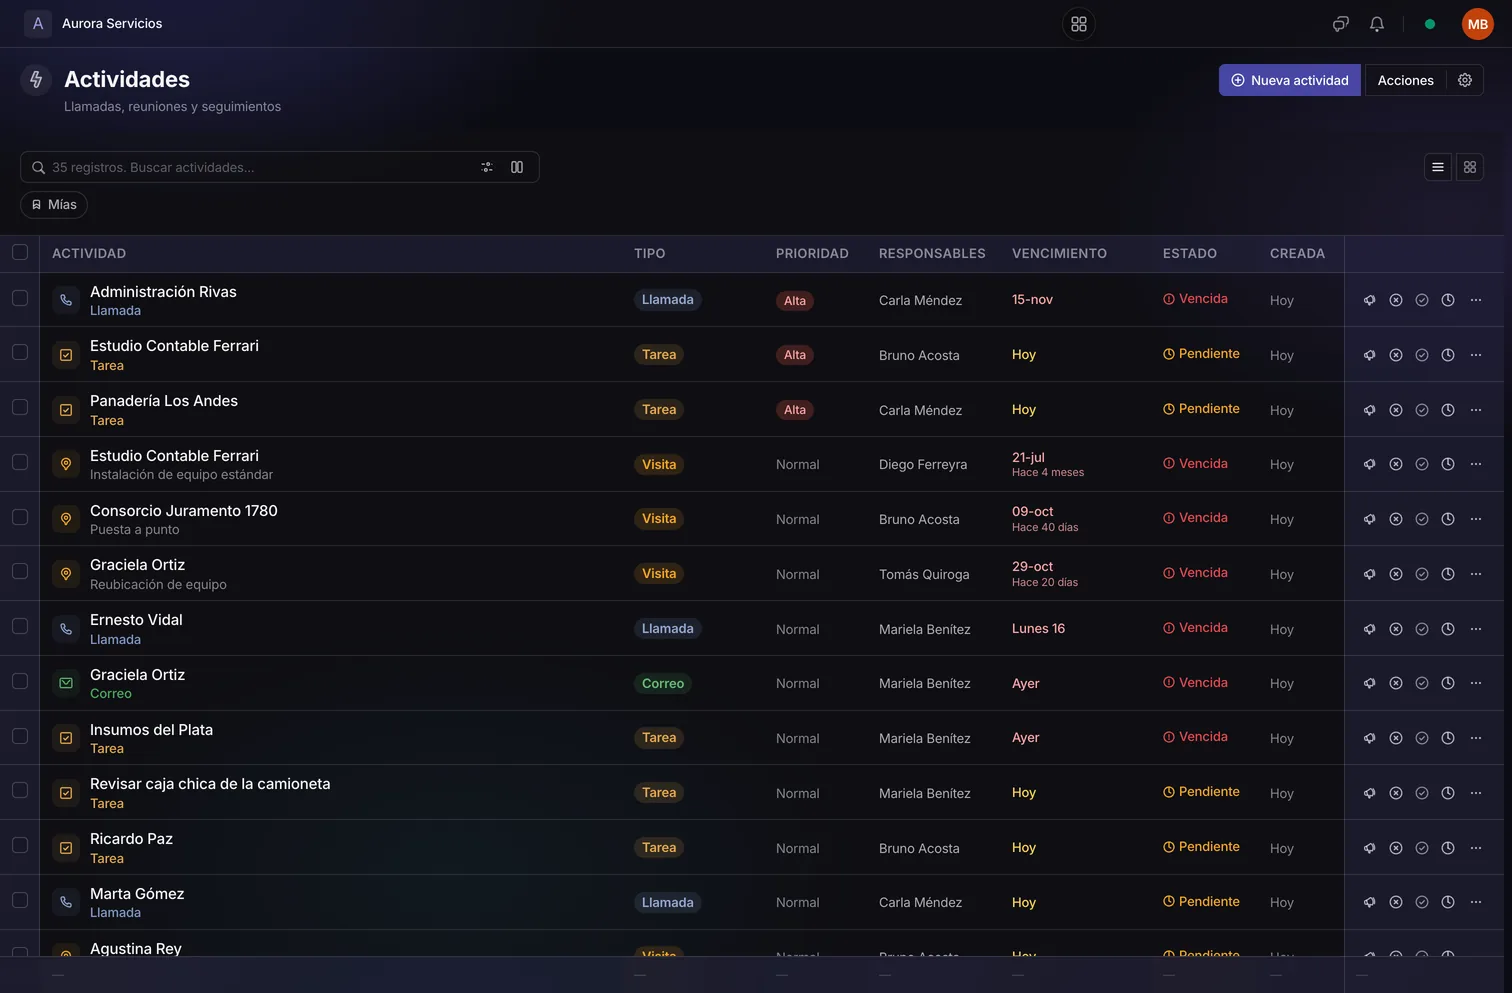 A Aurora Servicios MB
Actividades
Llamadas, reuniones y seguimientos
Nueva actividad Acciones
35 registros. Buscar actividades...
Mías
ACTIVIDAD TIPO PRIORIDAD RESPONSABLES VENCIMIENTO ESTADO CREADA
Administración Rivas
Llamada Llamada Alta Carla Méndez 15-nov Vencida Hoy
Estudio Contable Ferrari
Tarea Tarea Alta Bruno Acosta Hoy Pendiente Hoy
Panadería Los Andes
Tarea Tarea Alta Carla Méndez Hoy Pendiente Hoy
Estudio Contable Ferrari
Instalación de equipo estándar Visita Normal Diego Ferreyra 21-jul Vencida Hoy
Hace 4 meses
Consorcio Juramento 1780
Puesta a punto Visita Normal Bruno Acosta 09-oct Vencida Hoy
Hace 40 días
Graciela Ortiz
Reubicación de equipo Visita Normal Tomás Quiroga 29-oct Vencida Hoy
Hace 20 días
Ernesto Vidal
Llamada Llamada Normal Mariela Benítez Lunes 16 Vencida Hoy
Graciela Ortiz
Correo Correo Normal Mariela Benítez Ayer Vencida Hoy
Insumos del Plata
Tarea Tarea Normal Mariela Benítez Ayer Vencida Hoy
Revisar caja chica de la camioneta
Tarea Tarea Normal Mariela Benítez Hoy Pendiente Hoy
Ricardo Paz
Tarea Tarea Normal Bruno Acosta Hoy Pendiente Hoy
Marta Gómez
Llamada Llamada Normal Carla Méndez Hoy Pendiente Hoy
Agustina Rey
Visita Normal Bruno Acosta Hoy Pendiente Hoy
— — — — — — — —